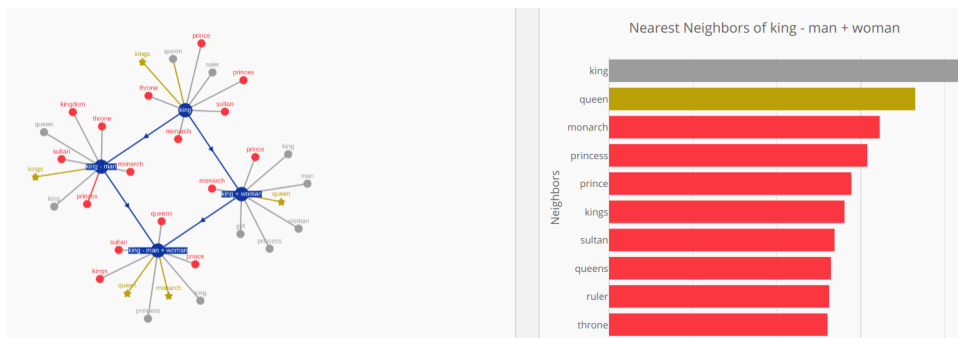 prince
queen
kings
ruler
princes
throne
sultan
king
monarch
kingdom
throne
queen
sultan
monarch
king - man
kings
princes
king
prince
king
man
monarch
king + woman
queen
woman
girl
princess
queens
sultan
king - man + woman
prince
kings
queen
monarch
king
princess
Nearest Neighbors of king - man + woman
Neighbors
king
queen
monarch
princess
prince
kings
sultan
queens
ruler
throne